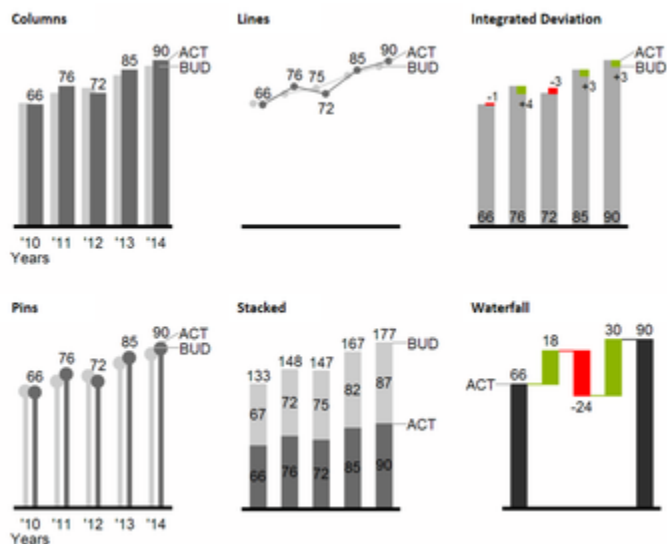 Columns
90 ACT
BUD
85
76
72
66
'10 '11 '12 '13 '14
Years
Lines
90 ACT
BUD
85
76 75
66
72
Integrated Deviation
ACT
BUD
-3
-1
+3
+3
+4
66 76 72 85 90
Pins
90 ACT
BUD
85
76
72
66
'10 '11 '12 '13 '14
Years
Stacked
177
167
BUD
148 147
133
82 87
72 75
67
ACT
66 76 72 85 90
Waterfall
18 30 90
ACT 66
-24